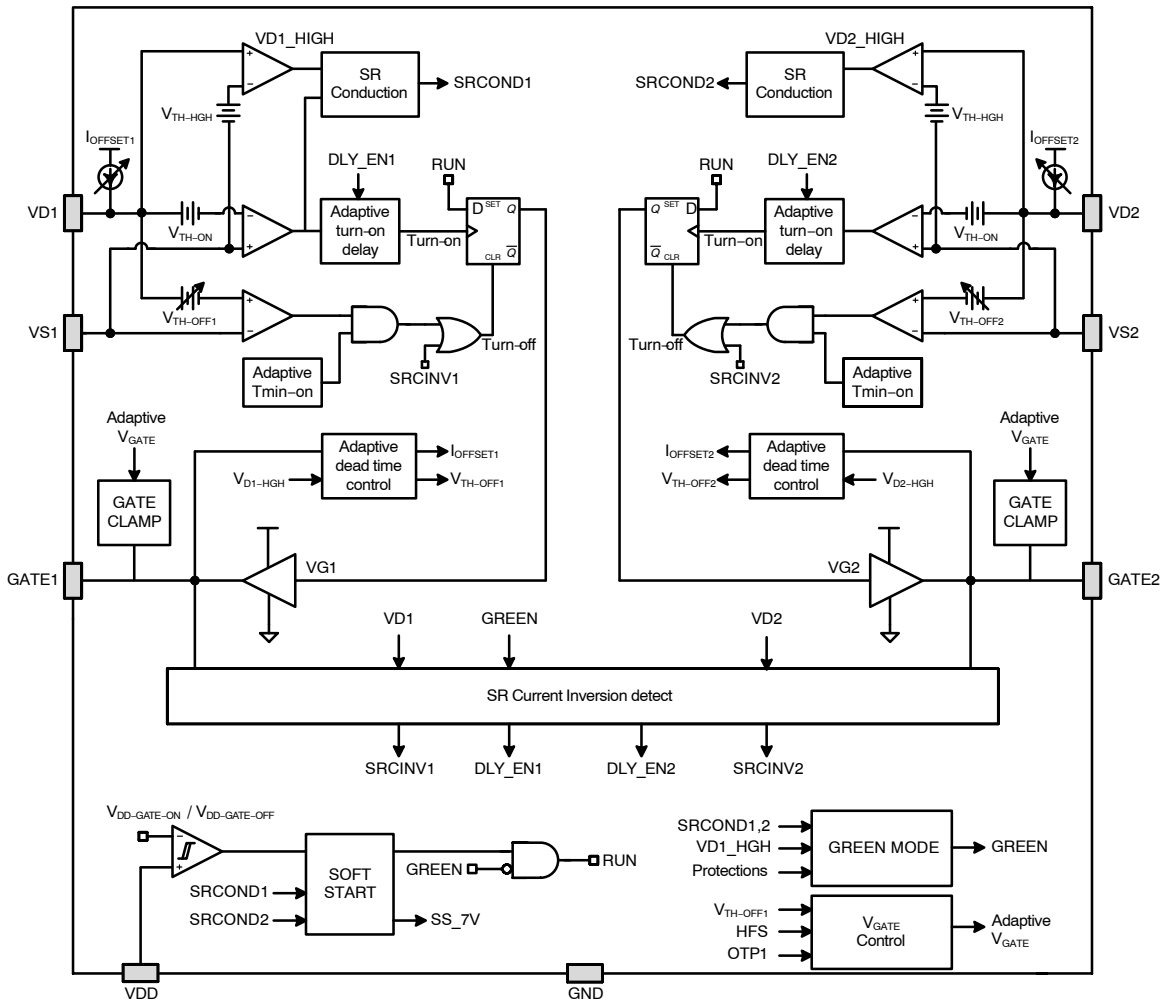 VD1_HIGH
VD2_HIGH
SR
Conduction
SRCOND1
SRCOND2
SR
Conduction
+
−
+
−
VTH−HGH
VTH−HGH
IOFFSET1
IOFFSET2
DLY_EN1
RUN
RUN
DLY_EN2
VD1
VTH−ON
−
+
Adaptive
turn−on
delay
Turn−on
D SET Q
CLR Q
Q SET D
Q CLR
Turn−on
Adaptive
turn−on
delay
−
+
VTH−ON
VD2
VS1
VTH−OFF1
+
−
Turn−off
SRCINV1
Adaptive
Tmin−on
Turn−off
SRCINV2
Adaptive
Tmin−on
+
−
VTH−OFF2
VS2
Adaptive
VGATE
GATE
CLAMP
VD1−HGH
Adaptive
dead time
control
IOFFSET1
VTH−OFF1
IOFFSET2
VTH−OFF2
Adaptive
dead time
control
VD2−HGH
Adaptive
VGATE
GATE
CLAMP
GATE1
VG1
VG2
GATE2
VD1
GREEN
VD2
SR Current Inversion detect
SRCINV1
DLY_EN1
DLY_EN2
SRCINV2
VDD−GATE−ON / VDD−GATE−OFF
−
+
SOFT
START
SRCOND1
SRCOND2
GREEN
RUN
SS_7V
SRCOND1,2
VD1_HGH
Protections
GREEN MODE
GREEN
VTH−OFF1
HFS
OTP1
VGATE
Control
Adaptive
VGATE
VDD
GND